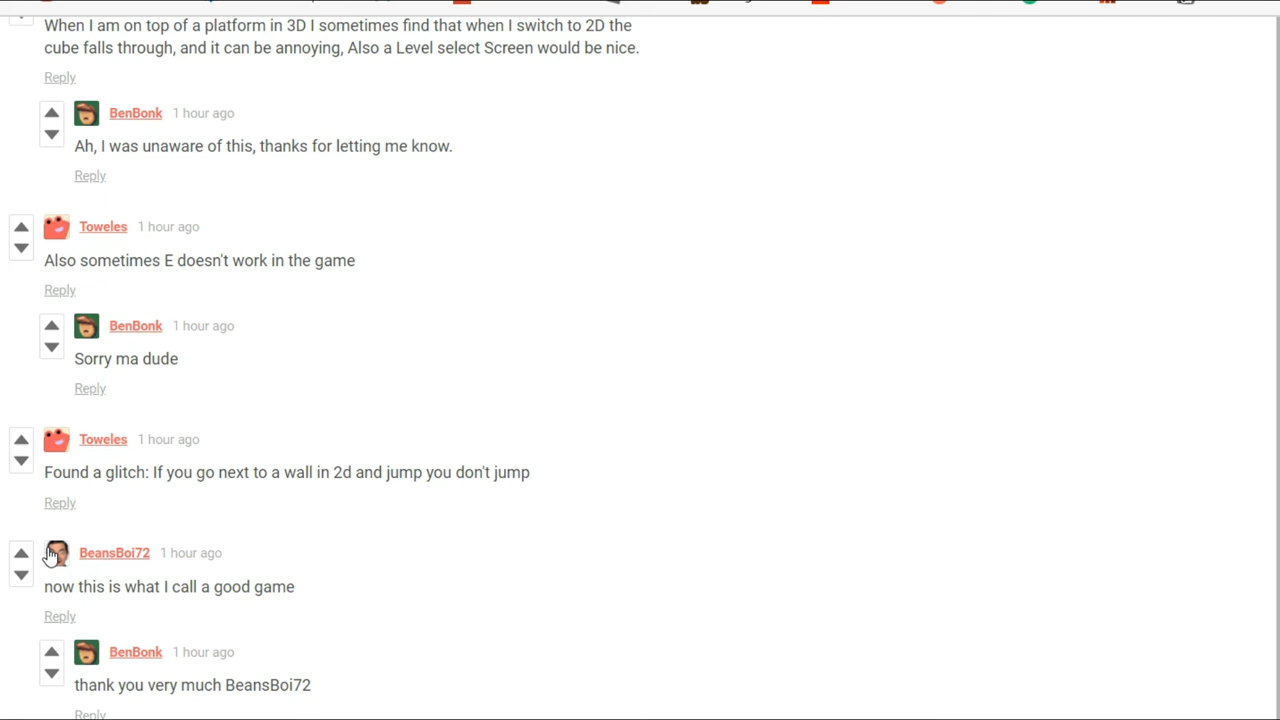 When I am on top of a platform in 3D I sometimes find that when I switch to 2D the
cube falls through, and it can be annoying, Also a Level select Screen would be nice.
Reply
BenBonk 1 hour ago
Ah, I was unaware of this, thanks for letting me know.
Reply
Toweles 1 hour ago
Also sometimes E doesn't work in the game
Reply
BenBonk 1 hour ago
Sorry ma dude
Reply
Toweles 1 hour ago
Found a glitch: If you go next to a wall in 2d and jump you don't jump
Reply
BeansBoi72 1 hour ago
now this is what I call a good game
Reply
BenBonk 1 hour ago
thank you very much BeansBoi72
Reply